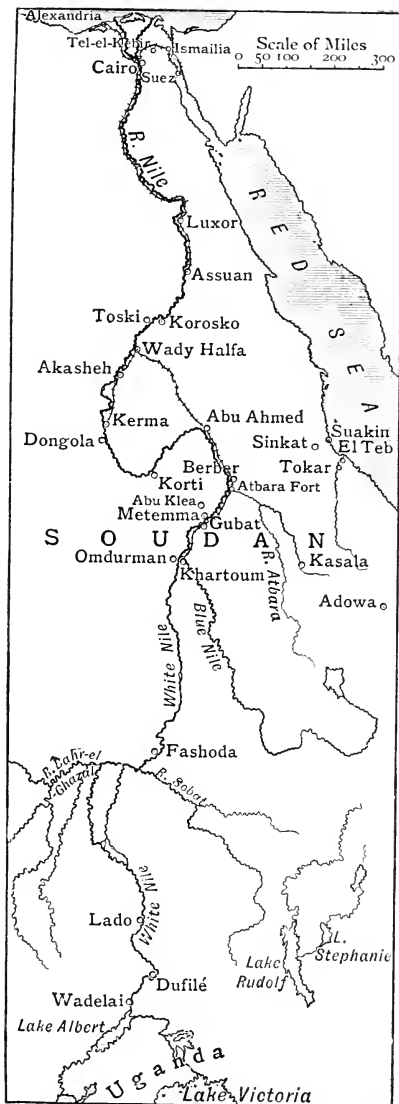 Alexandria
Tel-el-Kebir
Ismailia
Scale of Miles
0 50 100 200 300
Cairo
Suez
R. Nile
RED SEA
Luxor
Assuan
Toski
Korosko
Wady Halfa
Akasheh
Kerma
Abu Ahmed
Dongola
Suakin
Sinkat
El Teb
Berber
Tokar
Korti
Atbara Fort
Abu Klea
Metemma
Gubat
SOUDAN
Omdurman
Khartoum
R. Atbara
Kasala
Adowa
White Nile
Blue Nile
Fashoda
R. Bahr-el
-Ghazal
R. Sobat
White Nile
Lado
L.
Stephanie
Lake
Rudolf
Dufilé
Wadelai
Lake Albert
Uganda
Lake Victoria